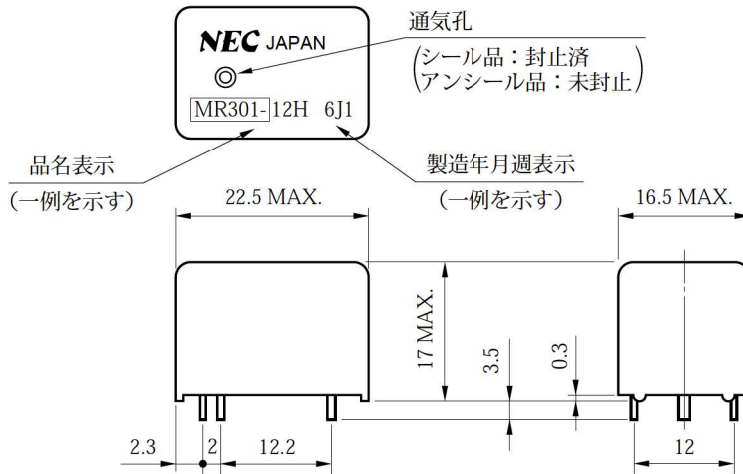 通気孔
NEC JAPAN
(シール品：封止済
アンシール品：未封止)
MR301-12H 6J1
品名表示
(一例を示す)
製造年月週表示
(一例を示す)
22.5 MAX.
16.5 MAX.
17 MAX.
3.5
0.3
2.3
2
12.2
12